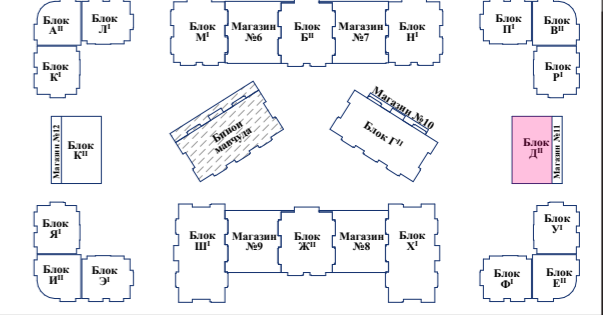 Блок
Аᴵᴵ
Блок
Лᴵ
Блок
Мᴵ
Магазин
№6
Блок
Бᴵᴵ
Магазин
№7
Блок
Нᴵ
Блок
Пᴵ
Блок
Вᴵᴵ
Блок
Кᴵ
Блок
Рᴵ
Магазин №12
Блок
Кᴵᴵ
Бинои
мавҷуда
Магазин №10
Блок Гᴵᴵ
Блок
Дᴵᴵ
Магазин №11
Блок
Яᴵ
Блок
Шᴵ
Магазин
№9
Блок
Жᴵᴵ
Магазин
№8
Блок
Хᴵ
Блок
Уᴵ
Блок
Иᴵᴵ
Блок
Эᴵ
Блок
Фᴵ
Блок
Еᴵᴵ